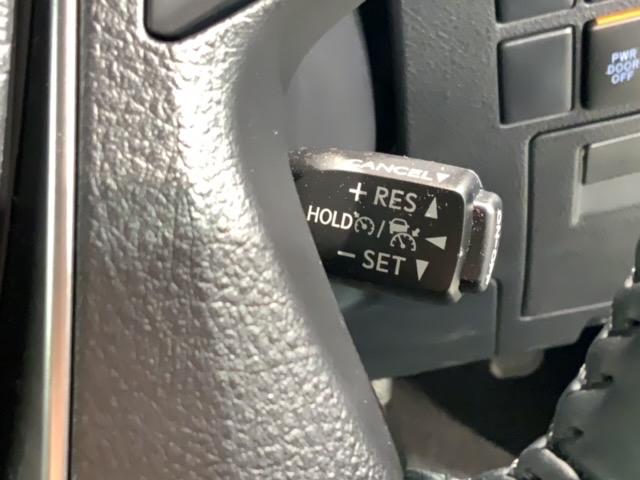 PWR
DOOR
OFF
CANCEL
+ RES
HOLD /
− SET